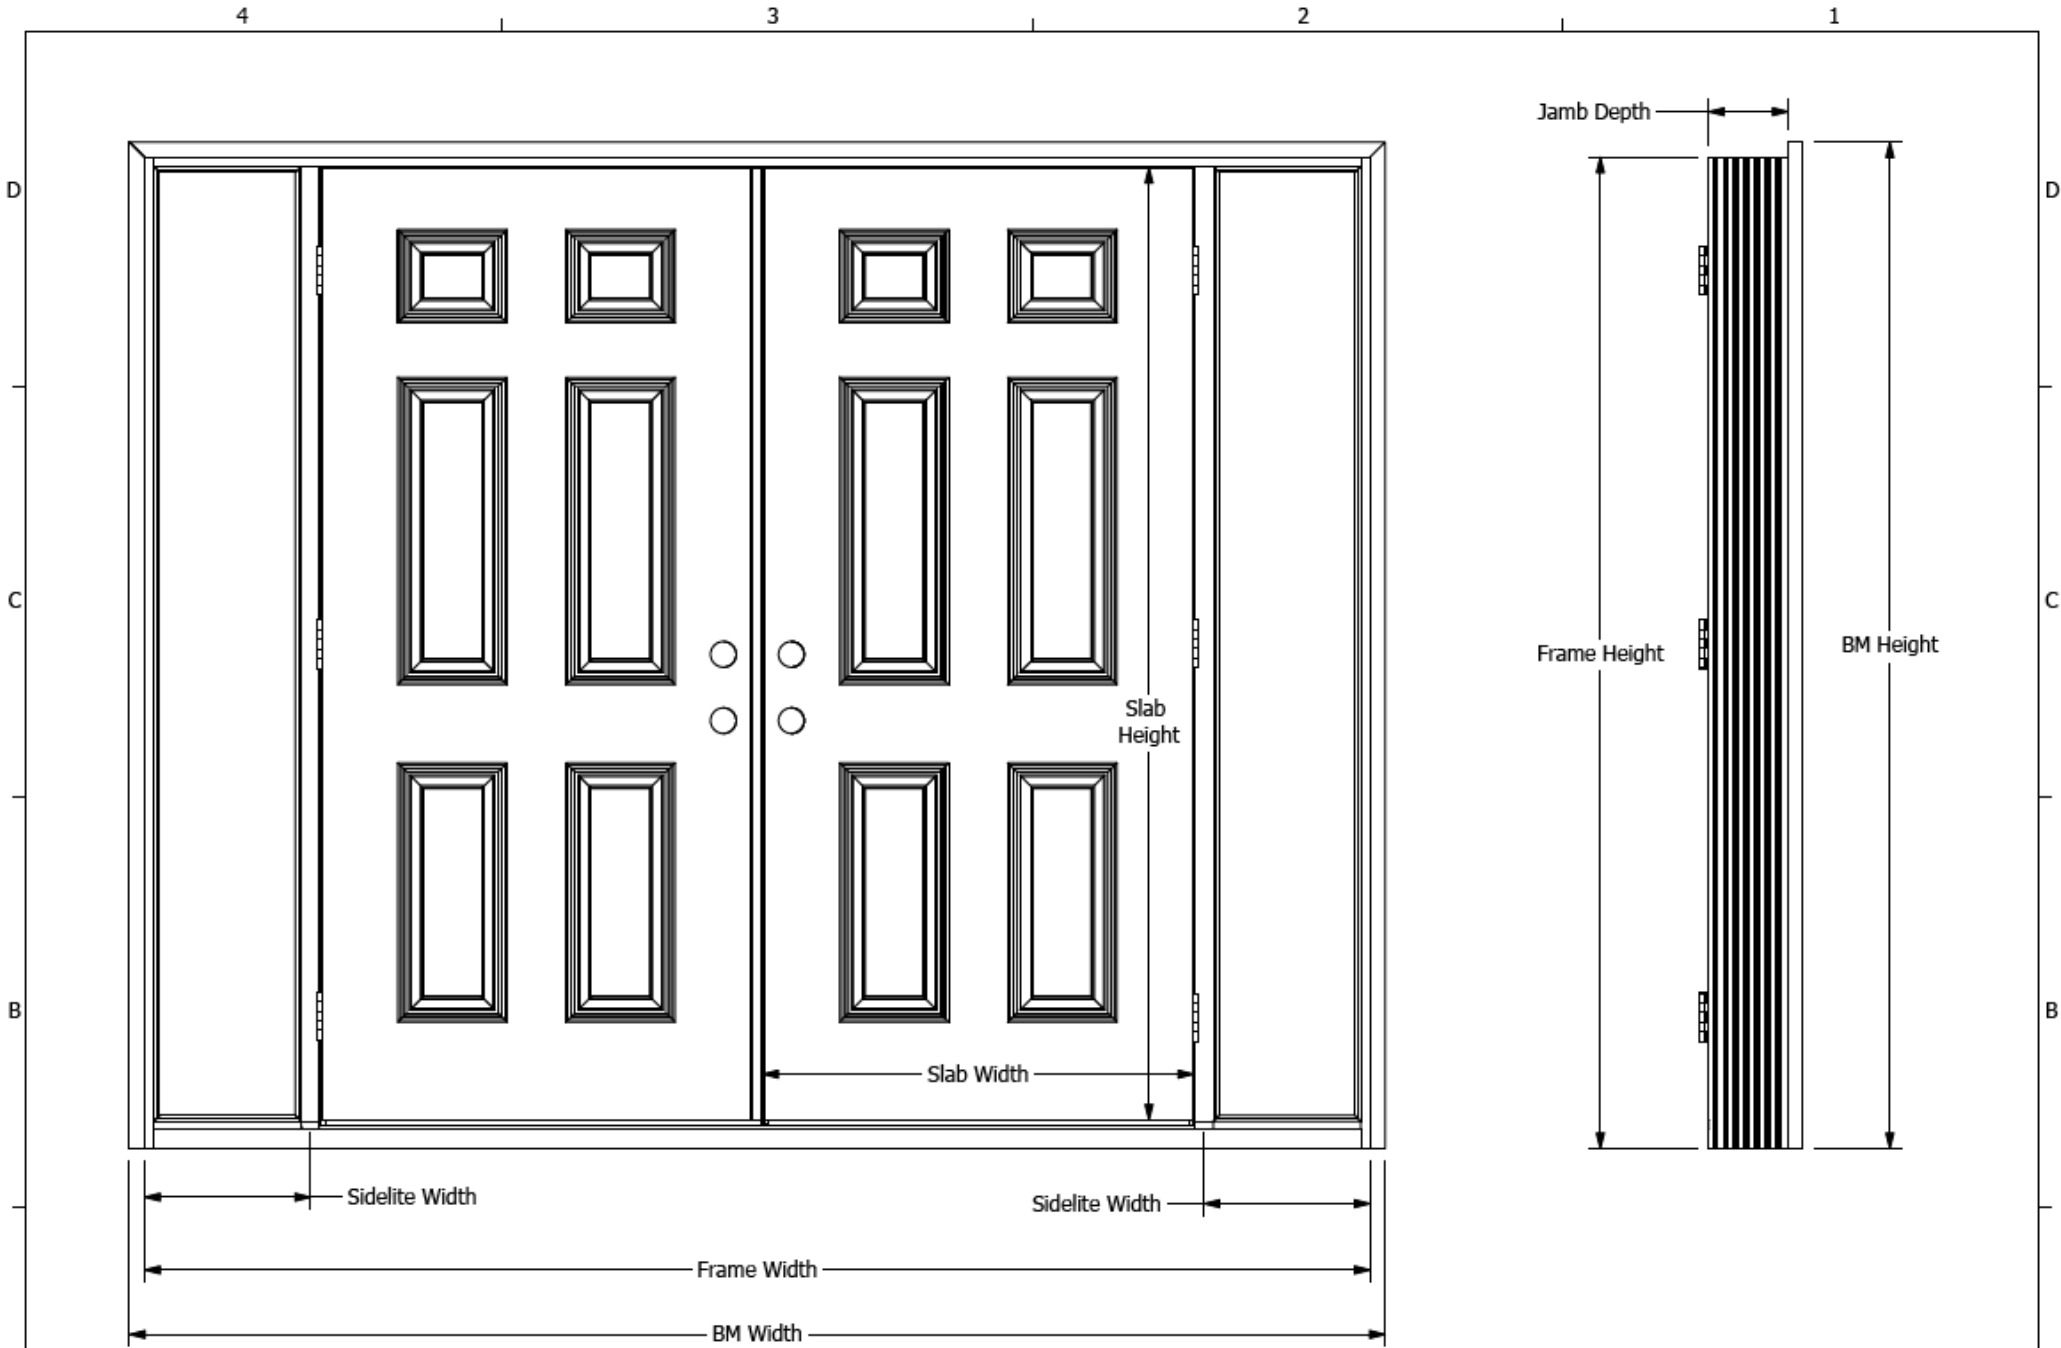 4 3 2 1
Jamb Depth
D D
C C
Frame Height
BM Height
Slab
Height
B B
Slab Width
Sidelite Width
Sidelite Width
Frame Width
BM Width